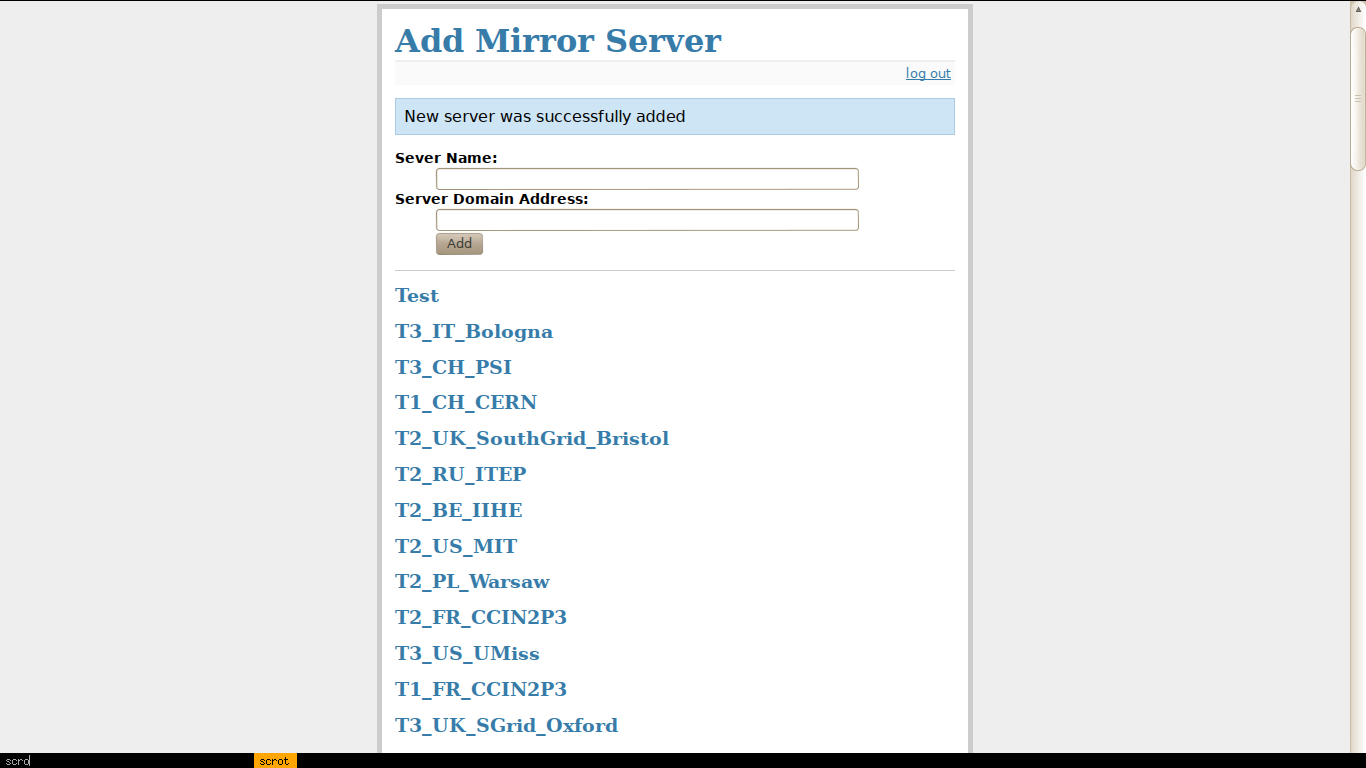 Add Mirror Server
log out
New server was successfully added
Sever Name:
Server Domain Address:
Add
Test
T3_IT_Bologna
T3_CH_PSI
T1_CH_CERN
T2_UK_SouthGrid_Bristol
T2_RU_ITEP
T2_BE_IIHE
T2_US_MIT
T2_PL_Warsaw
T2_FR_CCIN2P3
T3_US_UMiss
T1_FR_CCIN2P3
T3_UK_SGrid_Oxford
scro scrot